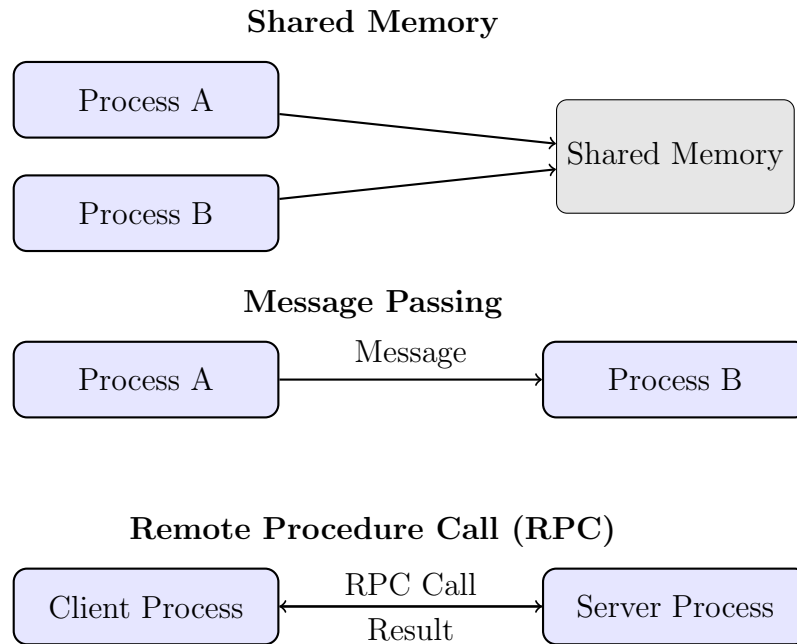 Shared Memory
Process A
Shared Memory
Process B
Message Passing
Process A
Message
Process B
Remote Procedure Call (RPC)
Client Process
RPC Call
Result
Server Process